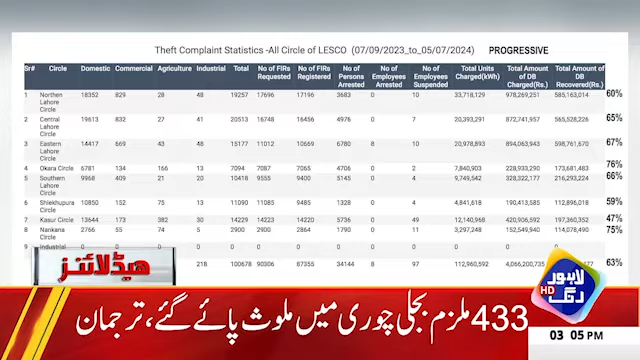 Theft Complaint Statistics -All Circle of LESCO (07/09/2023_to_05/07/2024) PROGRESSIVE
Sr# Circle Domestic Commercial Agriculture Industrial Total No of FIRs Requested No of FIRs Registered No of Persons Arrested No of Employees Arrested No of Employees Suspended Total Units Charged(kWh) Total Amount of DB Charged(Rs.) Total Amount of DB Recovered(Rs.)
1 Northen Lahore Circle 18352 829 28 48 19257 17696 17196 3683 0 10 33,718,129 978,269,251 585,163,014 60%
2 Central Lahore Circle 19613 832 27 41 20513 16748 16456 4976 0 7 20,393,291 872,741,957 565,528,226 65%
3 Eastern Lahore Circle 14417 669 43 48 15177 11012 10669 6780 8 10 20,978,893 894,063,943 598,761,670 67%
4 Okara Circle 6781 134 166 13 7094 7087 7065 4706 0 2 7,840,903 228,933,290 173,681,483 76%
5 Southern Lahore Circle 9968 409 21 20 10418 9555 9400 5145 0 4 9,749,542 328,322,177 216,293,224 66%
6 Shiekhupura Circle 10850 152 75 13 11090 9485 9485 1328 0 4 4,841,618 190,413,585 112,896,018 59%
7 Kasur Circle 13644 173 382 30 14229 14223 14220 5736 0 49 12,140,968 420,906,592 197,360,352 47%
8 Nankana Circle 2766 55 74 5 2900 2900 2864 1790 0 11 3,297,248 152,549,940 114,078,490 75%
9 Industrial 0 0 0 0 0 0 0 0 0 0 0 0 0
218 100678 90306 87355 34144 8 97 112,960,592 4,066,200,735 477 63%
ہیڈلائنز
لاہور رنگ HD
433 ملزم بجلی چوری میں ملوث پائے گئے، ترجمان
03 05 PM